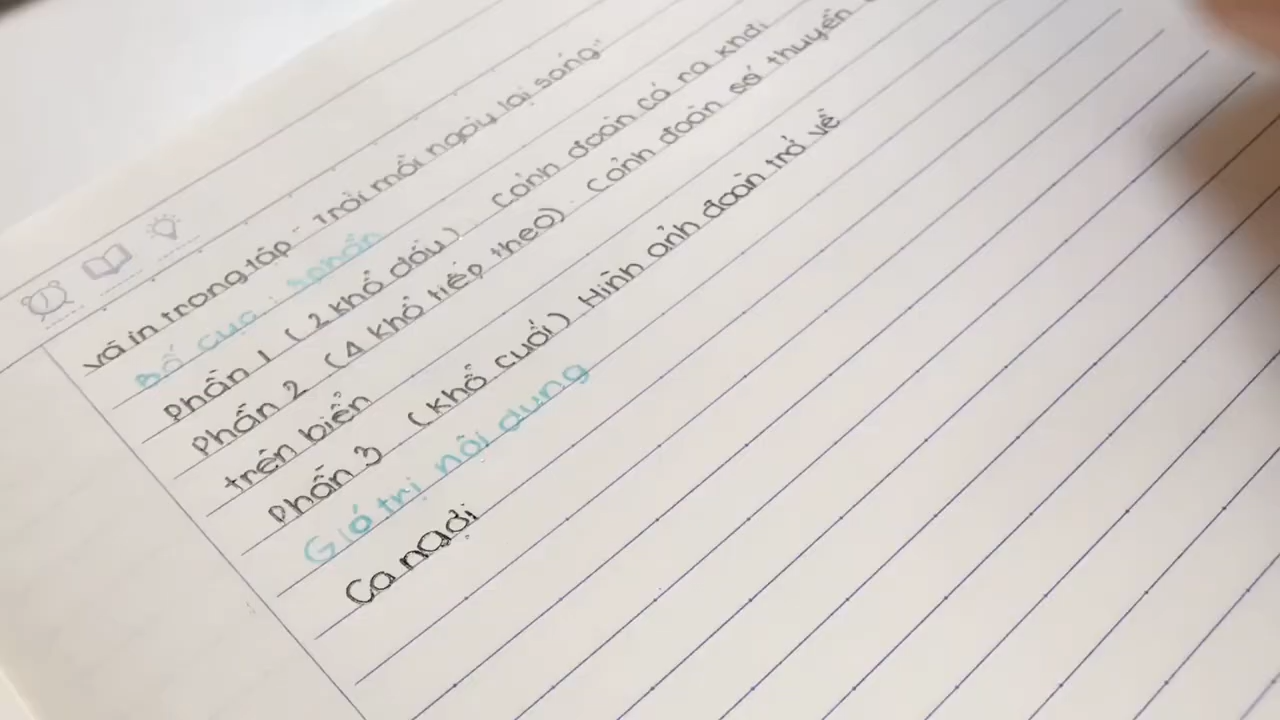 và in trong tập "Trời mỗi ngày lại sáng"
Bố cục: 3 phần
Phần 1 (2 khổ đầu) Cảnh đoàn cá ra khơi
Phần 2 (4 khổ tiếp theo) Cảnh đoàn số thuyền
trên biển
Phần 3 (khổ cuối) Hình ảnh đoàn trở về
Giá trị nội dung
Ca ngợi